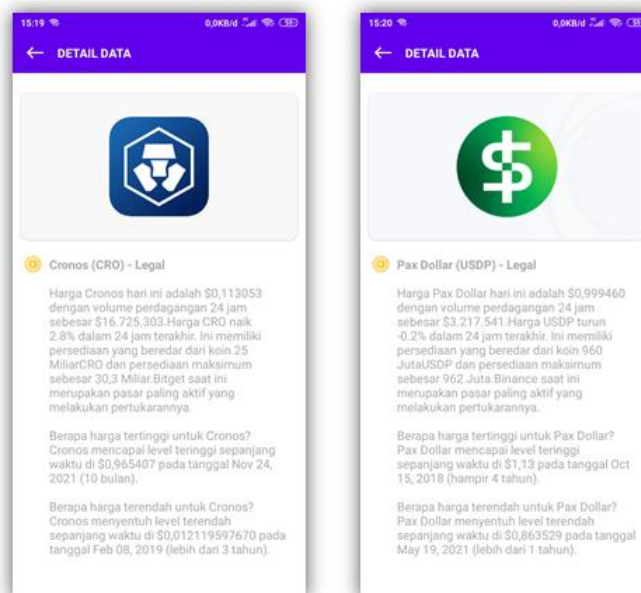 15:19
0,0KB/d
51
DETAIL DATA
Cronos (CRO) - Legal
Harga Cronos hari ini adalah $0,113053
dengan volume perdagangan 24 jam
sebesar $16.725.303.Harga CRO naik
2.8% dalam 24 jam terakhir. Ini memiliki
persediaan yang beredar dari koin 25
MiliarCRO dan persediaan maksimum
sebesar 30,3 Miliar.Bitget saat ini
merupakan pasar paling aktif yang
melakukan pertukarannya.
Berapa harga tertinggi untuk Cronos?
Cronos mencapai level teringgi sepanjang
waktu di $0,965407 pada tanggal Nov 24,
2021 (10 bulan).
Berapa harga terendah untuk Cronos?
Cronos menyentuh level terendah
sepanjang waktu di $0,012119597670 pada
tanggal Feb 08, 2019 (lebih dari 3 tahun).
15:20
0,0KB/d
51
DETAIL DATA
Pax Dollar (USDP) - Legal
Harga Pax Dollar hari ini adalah $0,999460
dengan volume perdagangan 24 jam
sebesar $3.217.541.Harga USDP turun
-0.2% dalam 24 jam terakhir. Ini memiliki
persediaan yang beredar dari koin 960
JutaUSDP dan persediaan maksimum
sebesar 962 Juta.Binance saat ini
merupakan pasar paling aktif yang
melakukan pertukarannya.
Berapa harga tertinggi untuk Pax Dollar?
Pax Dollar mencapai level teringgi
sepanjang waktu di $1,13 pada tanggal Oct
15, 2018 (hampir 4 tahun).
Berapa harga terendah untuk Pax Dollar?
Pax Dollar menyentuh level terendah
sepanjang waktu di $0,863529 pada tanggal
May 19, 2021 (lebih dari 1 tahun).